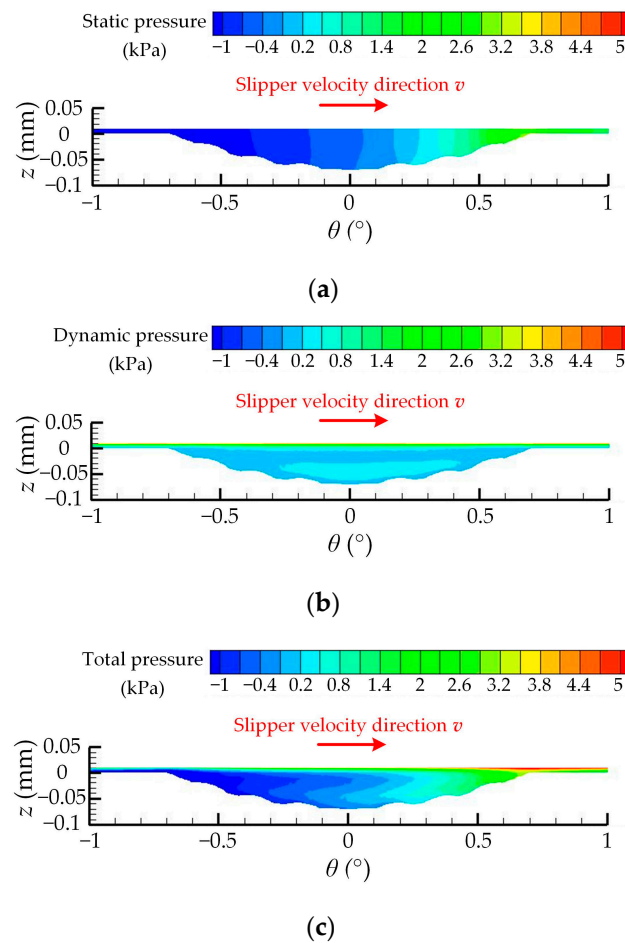 Static pressure
(kPa)
−1 −0.4 0.2 0.8 1.4 2 2.6 3.2 3.8 4.4 5
Slipper velocity direction v
0.05
0
−0.05
−0.1
z (mm)
−1 −0.5 0 0.5 1
θ (°)
(a)
Dynamic pressure
(kPa)
−1 −0.4 0.2 0.8 1.4 2 2.6 3.2 3.8 4.4 5
Slipper velocity direction v
0.05
0
−0.05
−0.1
z (mm)
−1 −0.5 0 0.5 1
θ (°)
(b)
Total pressure
(kPa)
−1 −0.4 0.2 0.8 1.4 2 2.6 3.2 3.8 4.4 5
Slipper velocity direction v
0.05
0
−0.05
−0.1
z (mm)
−1 −0.5 0 0.5 1
θ (°)
(c)